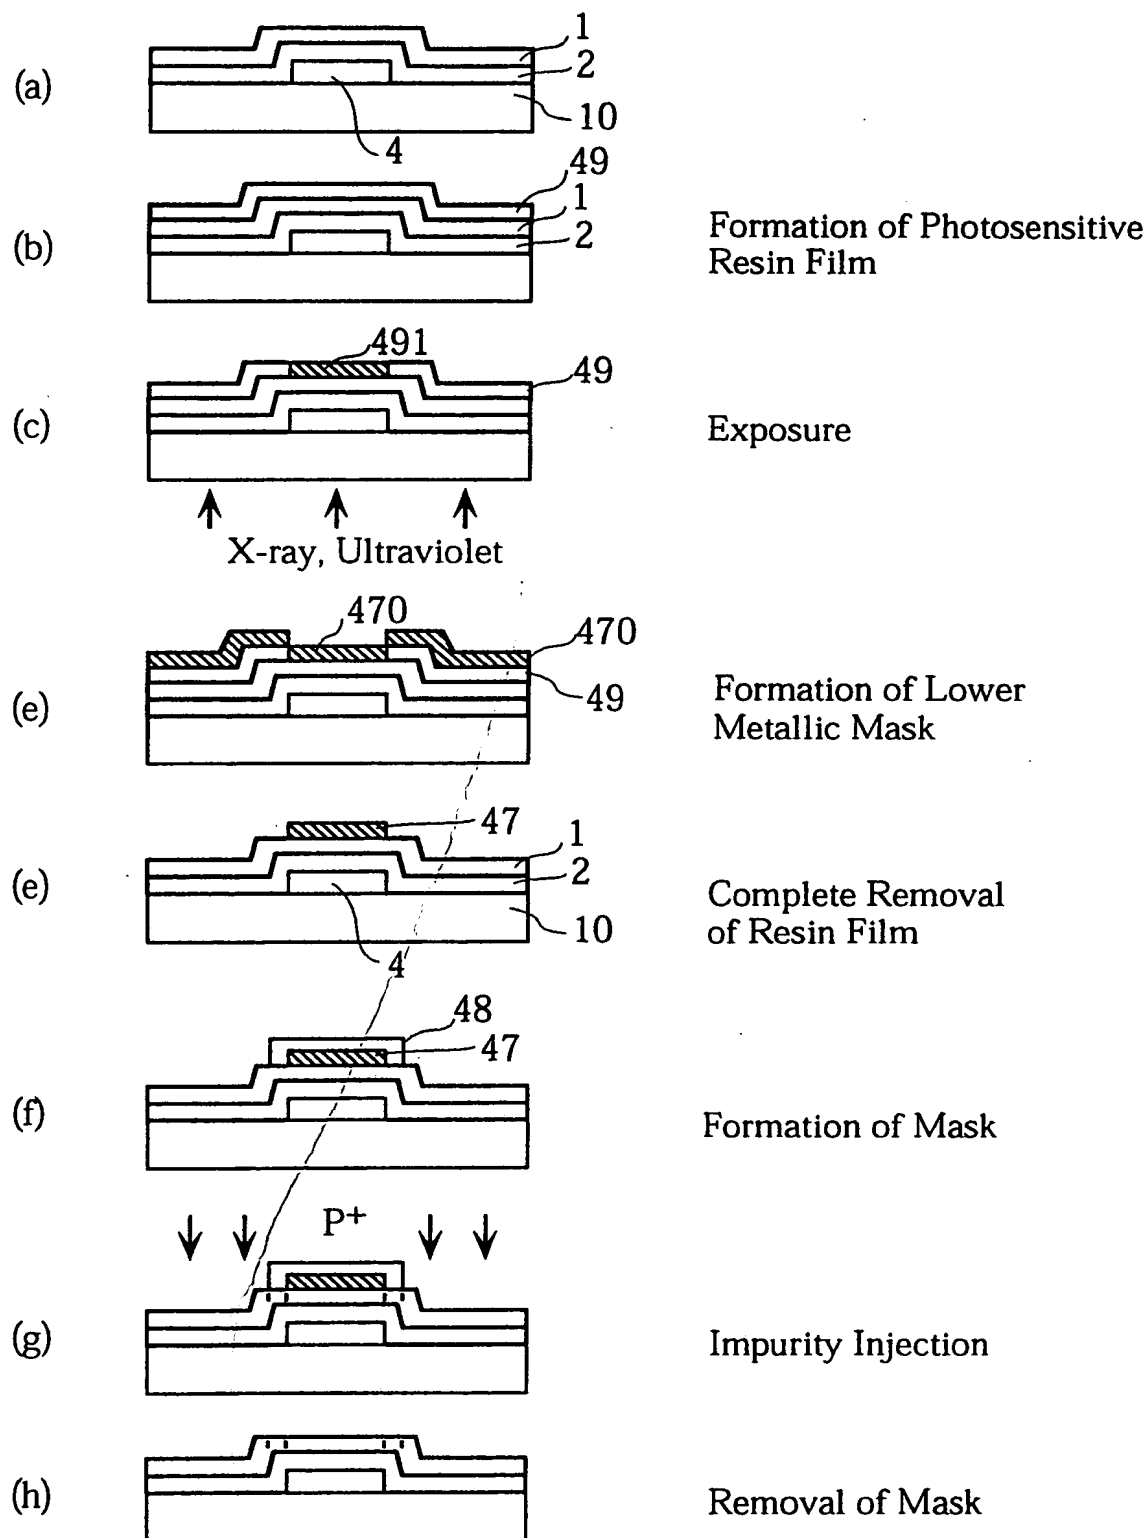 1
2
(a)
10
4
49
1
2
(b)
Formation of Photosensitive
Resin Film
491
49
(c)
Exposure
X-ray, Ultraviolet
470
470
49
(e)
Formation of Lower
Metallic Mask
47
1
2
(e)
Complete Removal
of Resin Film
10
4
48
47
(f)
Formation of Mask
P+
(g)
Impurity Injection
(h)
Removal of Mask